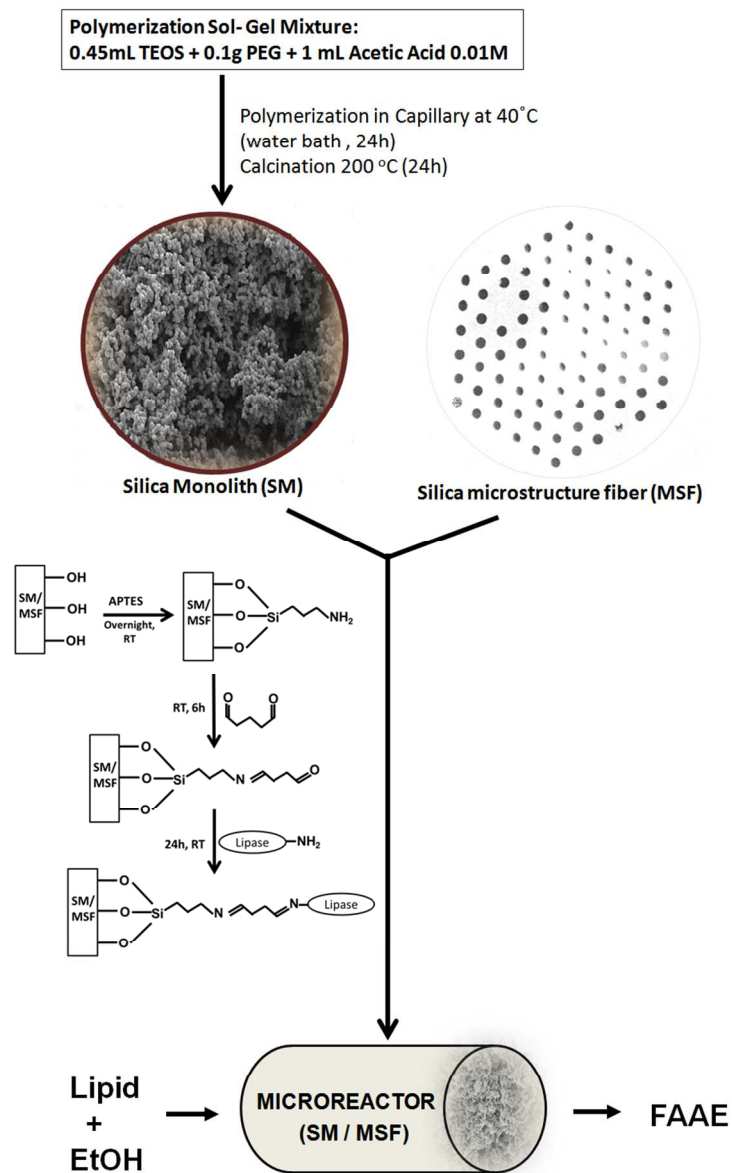 Polymerization Sol- Gel Mixture:
0.45mL TEOS + 0.1g PEG + 1 mL Acetic Acid 0.01M
Polymerization in Capillary at 40˚C
(water bath , 24h)
Calcination 200 ºC (24h)
Silica Monolith (SM)
Silica microstructure fiber (MSF)
SM/
MSF
OH
OH
OH
APTES
Overnight,
RT
SM/
MSF
O
O
O
Si
NH2
RT, 6h
O
O
SM/
MSF
O
O
O
Si
N
O
24h, RT
Lipase
NH2
SM/
MSF
O
O
O
Si
N
N
Lipase
Lipid
+
EtOH
MICROREACTOR
(SM / MSF)
FAAE